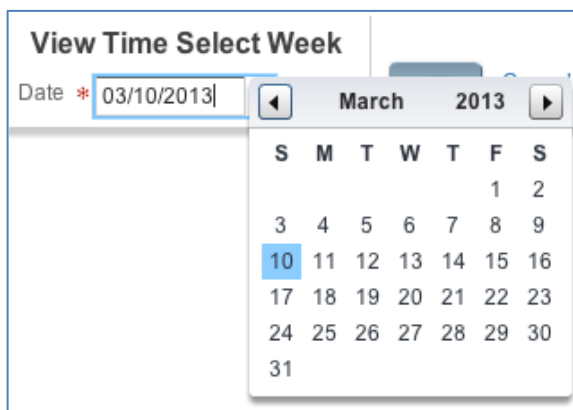 View Time Select Week
Date * 03/10/2013
March 2013
S M T W T F S
1 2
3 4 5 6 7 8 9
10 11 12 13 14 15 16
17 18 19 20 21 22 23
24 25 26 27 28 29 30
31